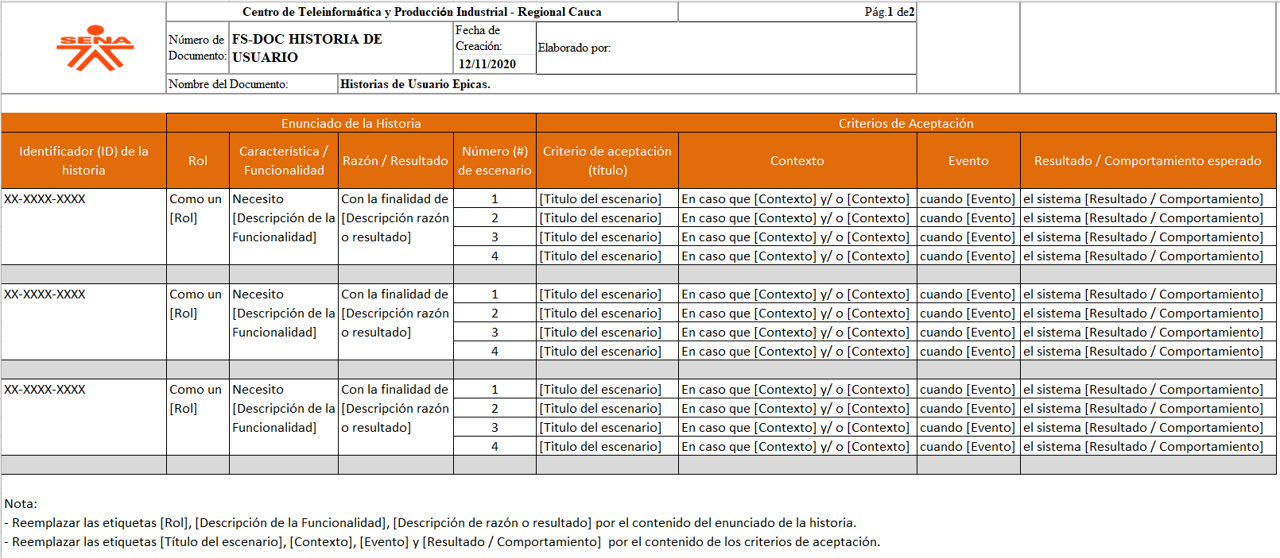 Centro de Teleinformática y Producción Industrial - Regional Cauca
Pág.1 de2
SENA
Número de Documento:
FS-DOC HISTORIA DE USUARIO
Fecha de Creación:
12/11/2020
Elaborado por:
Nombre del Documento:
Historias de Usuario Epicas.
Enunciado de la Historia
Criterios de Aceptación
Identificador (ID) de la historia
Rol
Característica / Funcionalidad
Razón / Resultado
Número (#) de escenario
Criterio de aceptación (título)
Contexto
Evento
Resultado / Comportamiento esperado
XX-XXXX-XXXX
Como un [Rol]
Necesito [Descripción de la Funcionalidad]
Con la finalidad de [Descripción razón o resultado]
1 [Titulo del escenario] En caso que [Contexto] y/ o [Contexto] cuando [Evento] el sistema [Resultado / Comportamiento]
2 [Titulo del escenario] En caso que [Contexto] y/ o [Contexto] cuando [Evento] el sistema [Resultado / Comportamiento]
3 [Titulo del escenario] En caso que [Contexto] y/ o [Contexto] cuando [Evento] el sistema [Resultado / Comportamiento]
4 [Titulo del escenario] En caso que [Contexto] y/ o [Contexto] cuando [Evento] el sistema [Resultado / Comportamiento]
XX-XXXX-XXXX
Como un [Rol]
Necesito [Descripción de la Funcionalidad]
Con la finalidad de [Descripción razón o resultado]
1 [Titulo del escenario] En caso que [Contexto] y/ o [Contexto] cuando [Evento] el sistema [Resultado / Comportamiento]
2 [Titulo del escenario] En caso que [Contexto] y/ o [Contexto] cuando [Evento] el sistema [Resultado / Comportamiento]
3 [Titulo del escenario] En caso que [Contexto] y/ o [Contexto] cuando [Evento] el sistema [Resultado / Comportamiento]
4 [Titulo del escenario] En caso que [Contexto] y/ o [Contexto] cuando [Evento] el sistema [Resultado / Comportamiento]
XX-XXXX-XXXX
Como un [Rol]
Necesito [Descripción de la Funcionalidad]
Con la finalidad de [Descripción razón o resultado]
1 [Titulo del escenario] En caso que [Contexto] y/ o [Contexto] cuando [Evento] el sistema [Resultado / Comportamiento]
2 [Titulo del escenario] En caso que [Contexto] y/ o [Contexto] cuando [Evento] el sistema [Resultado / Comportamiento]
3 [Titulo del escenario] En caso que [Contexto] y/ o [Contexto] cuando [Evento] el sistema [Resultado / Comportamiento]
4 [Titulo del escenario] En caso que [Contexto] y/ o [Contexto] cuando [Evento] el sistema [Resultado / Comportamiento]
Nota:
- Reemplazar las etiquetas [Rol], [Descripción de la Funcionalidad], [Descripción de razón o resultado] por el contenido del enunciado de la historia.
- Reemplazar las etiquetas [Título del escenario], [Contexto], [Evento] y [Resultado / Comportamiento] por el contenido de los criterios de aceptación.